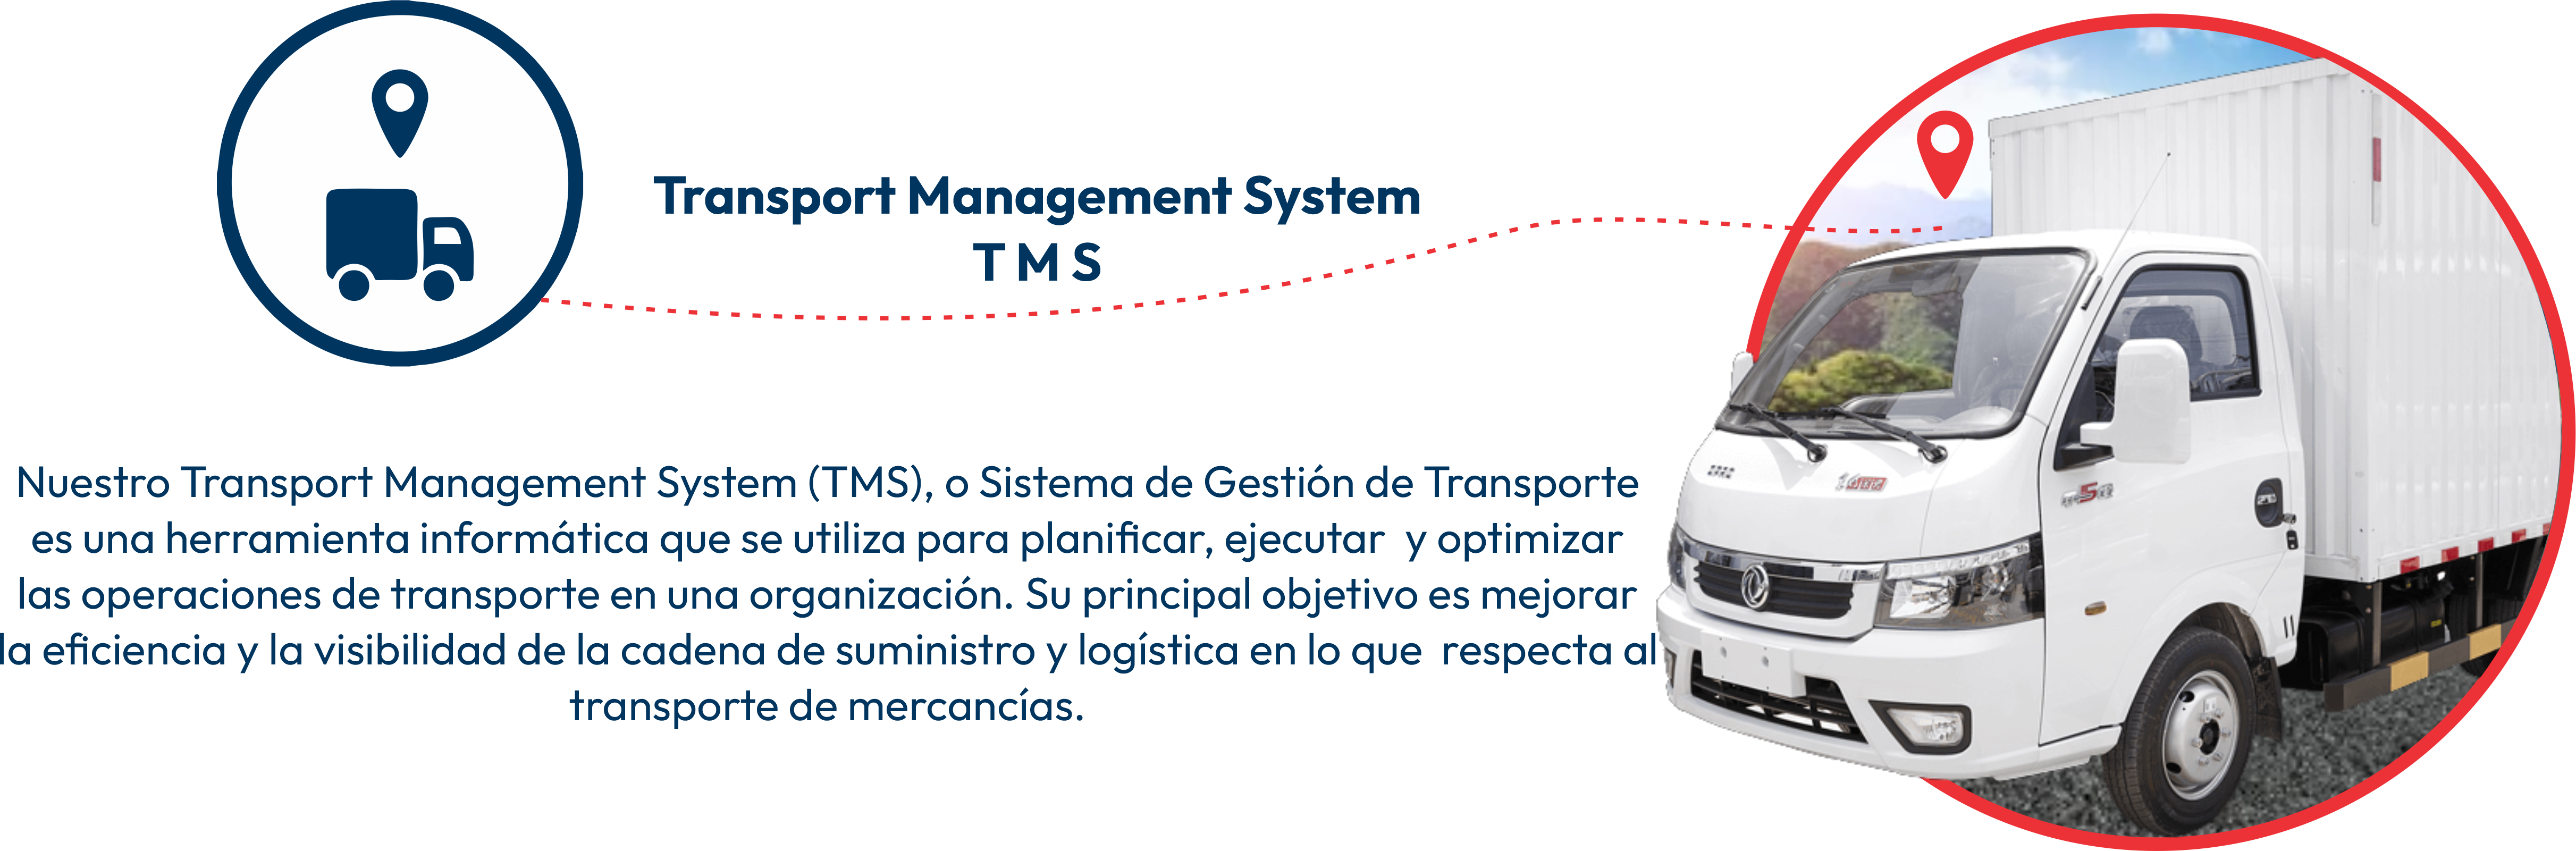 Transport Management System
T M S
Nuestro Transport Management System (TMS), o Sistema de Gestión de Transporte
es una herramienta informática que se utiliza para planificar, ejecutar  y optimizar
las operaciones de transporte en una organización. Su principal objetivo es mejorar
la eficiencia y la visibilidad de la cadena de suministro y logística en lo que  respecta al
transporte de mercancías.